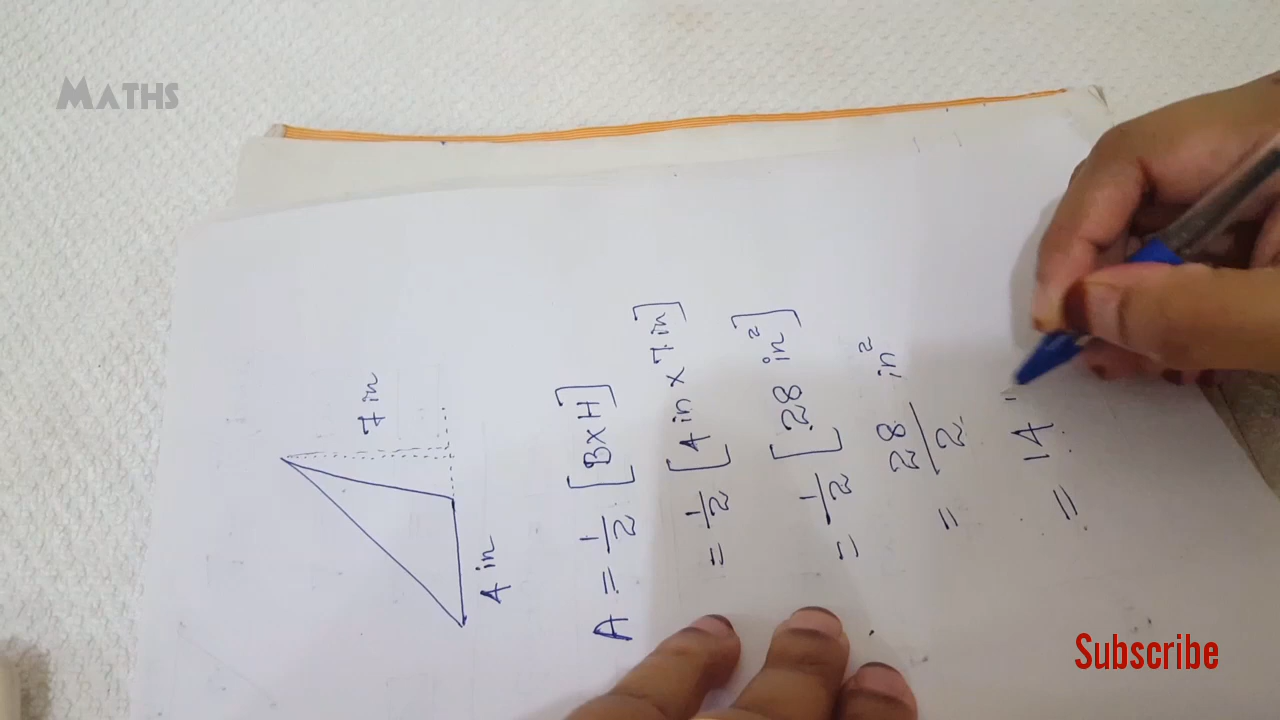 MATHS
7 in
4 in
A = 1/2 [B x H]
= 1/2 [4 in x 7 in]
= 1/2 [28 in²]
= 28/2 in²
= 14
Subscribe